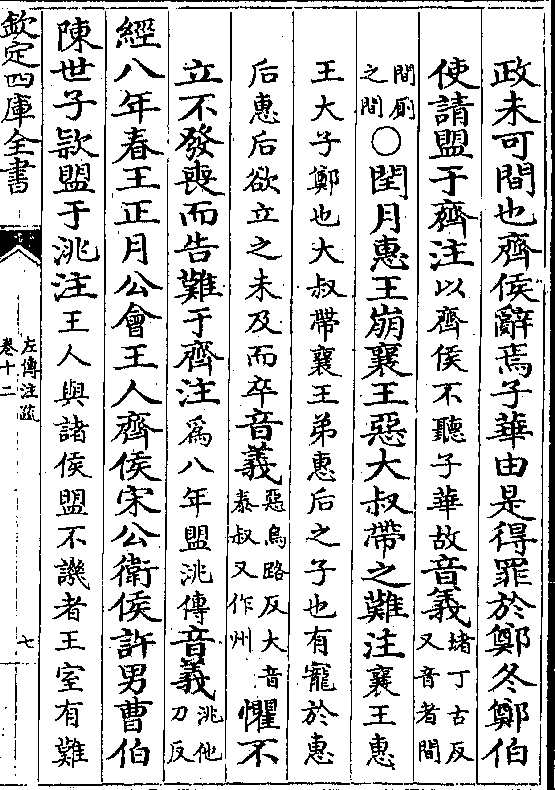 政未可間也齊侯辭焉子華由是得罪於鄭冬鄭伯
使請盟于齊注以齊侯不聽子華故音義堵丁古反又音者間
間厠之間○閏月惠王崩襄王惡大叔帶之難注襄王惠
王大子鄭也大叔帶襄王弟惠后之子也有寵於惠
后惠后欲立之未及而卒音義惡烏路反大音泰叔又作州懼不
立不發喪而告難于齊注爲八年盟洮傳音義洮他刀反
經八年春王正月公會王人齊侯宋公衛侯許男曹伯
陳世子款盟于洮注王人與諸侯盟不譏者王室有難
欽定四庫全書
左傳注疏
卷十二
七